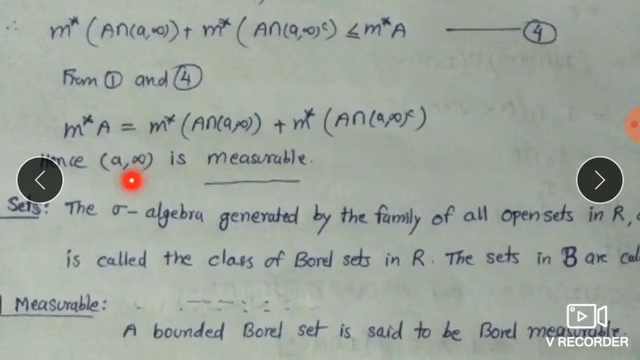 ∴ m* (A∩(a,∞)) + m* (A∩(a,∞)ᶜ) ≤ m*A —— ④
From ① and ④
m*A = m* (A∩(a,∞)) + m* (A∩(a,∞)ᶜ)
Hence (a,∞) is measurable.
Sets: The σ-algebra generated by the family of all open sets in R,
is called the class of Borel sets in R. The sets in B are
Measurable:
A bounded Borel set is said to be Borel measurable.
V RECORDER